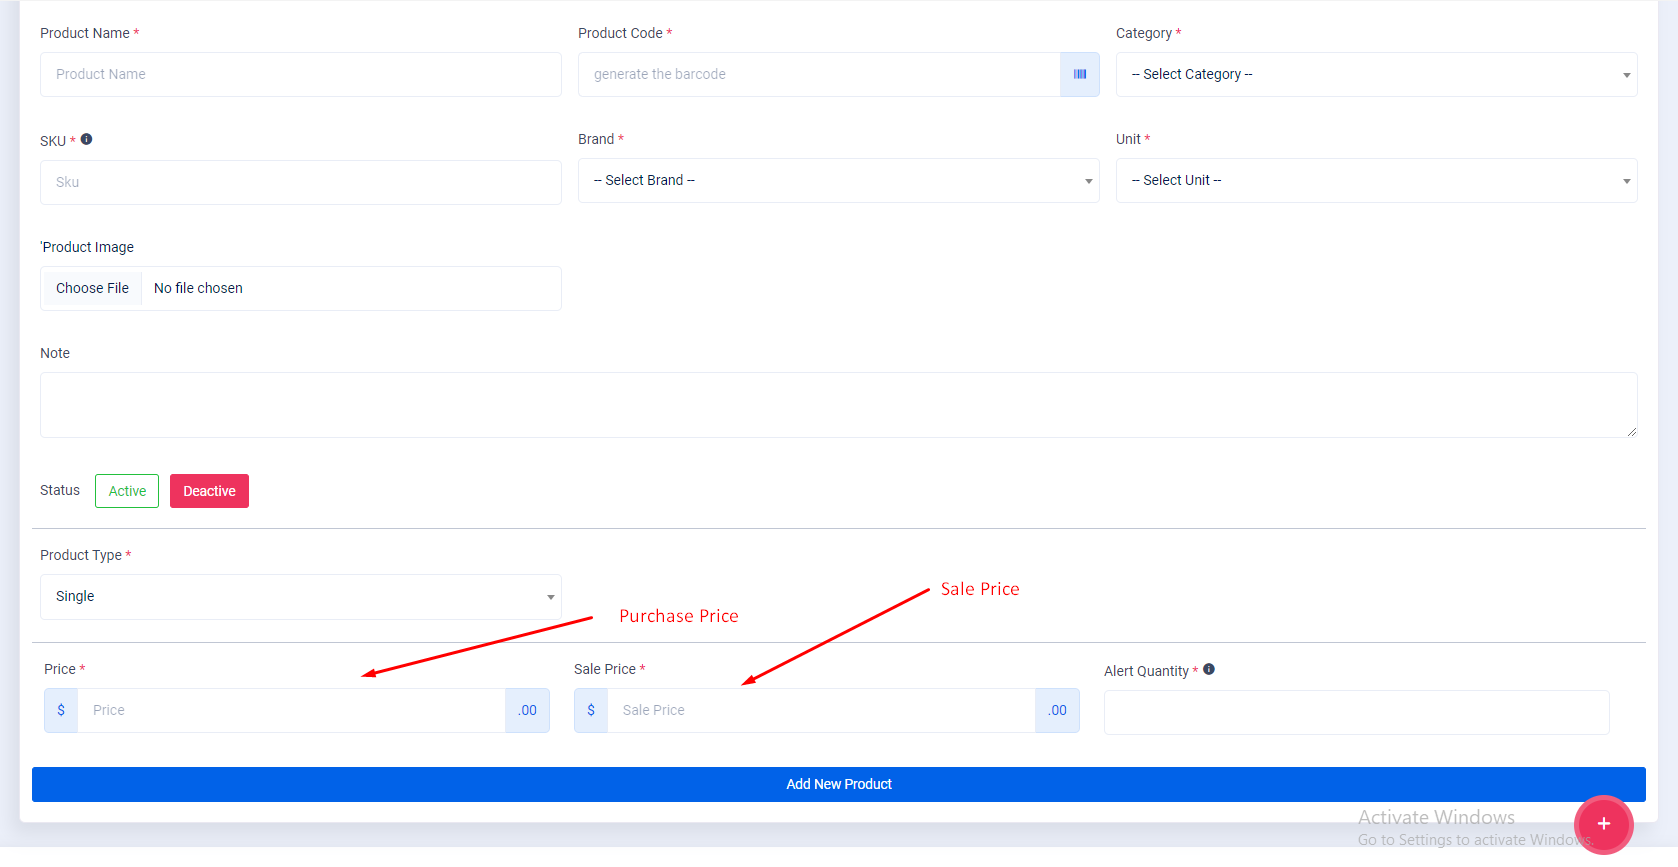 Product Name *
Product Code *
Category *
Product Name
generate the barcode
-- Select Category --
SKU *
Brand *
Unit *
Sku
-- Select Brand --
-- Select Unit --
'Product Image
Choose File
No file chosen
Note
Status
Active
Deactive
Product Type *
Single
Purchase Price
Sale Price
Price *
Sale Price *
Alert Quantity *
$
Price
.00
$
Sale Price
.00
Add New Product
Activate Windows
Go to Settings to activate Windows.
+